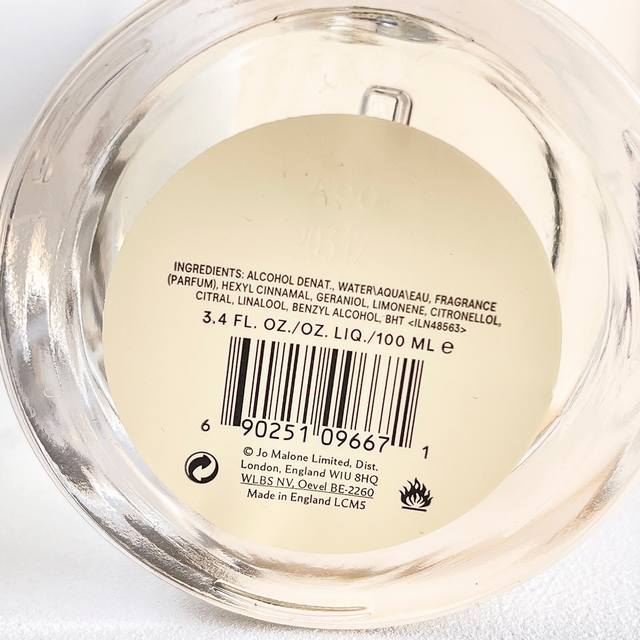 INGREDIENTS: ALCOHOL DENAT., WATER\AQUA\EAU, FRAGRANCE
(PARFUM), HEXYL CINNAMAL, GERANIOL, LIMONENE, CITRONELLOL,
CITRAL, LINALOOL, BENZYL ALCOHOL, BHT <ILN48563>
3.4 FL. OZ./OZ. LIQ./100 ML ℮
6 90251 09667 1
© Jo Malone Limited, Dist.
London, England W1U 8HQ
WLBS NV, Oevel BE-2260
Made in England LCM5